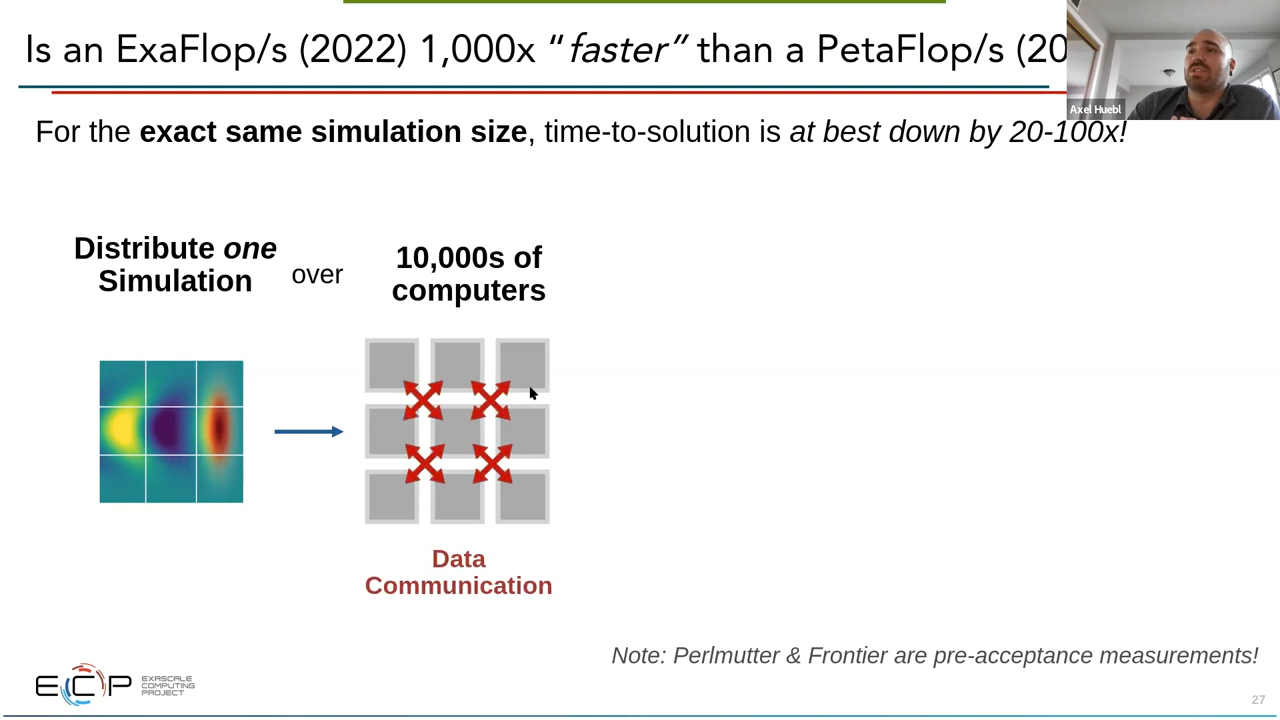 Is an ExaFlop/s (2022) 1,000x “faster” than a PetaFlop/s (20
Axel Huebl
For the exact same simulation size, time-to-solution is at best down by 20-100x!
Distribute one
Simulation
over
10,000s of
computers
Data
Communication
Note: Perlmutter & Frontier are pre-acceptance measurements!
ECP
EXASCALE
COMPUTING
PROJECT
27